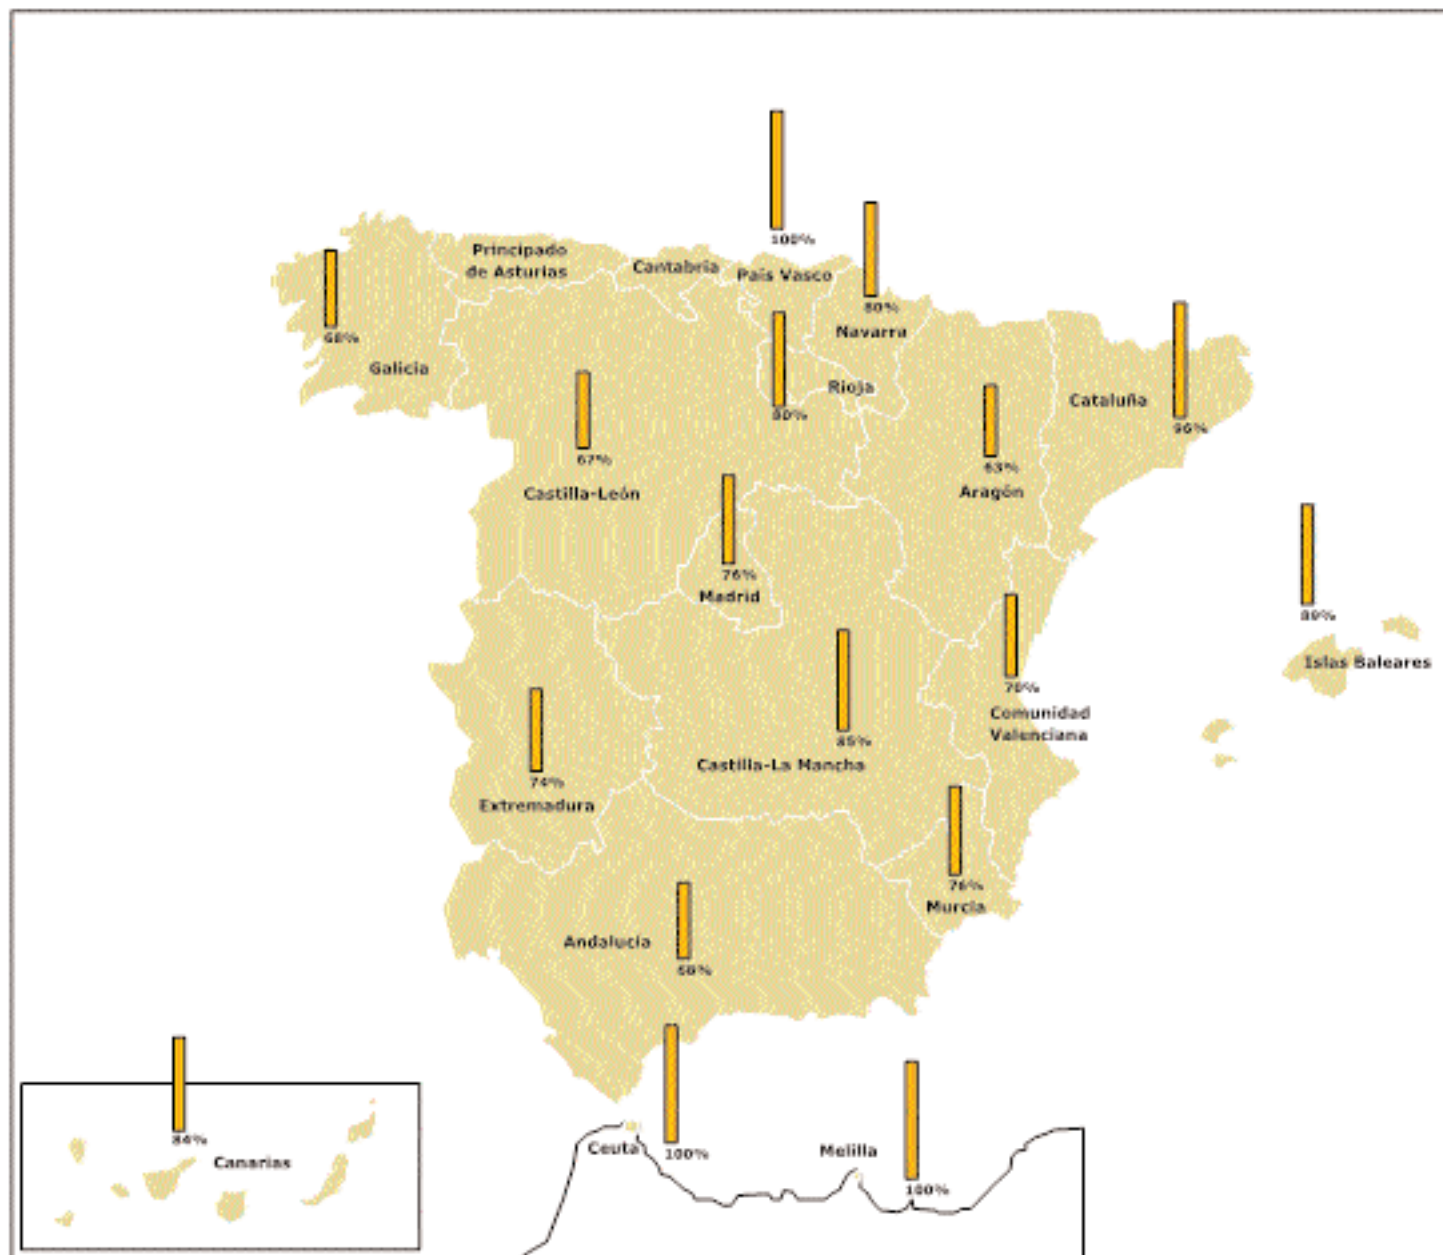 100%
Principado
de Asturias
Cantabria
País Vasco
80%
Navarra
68%
Galicia
Rioja
80%
Cataluña
96%
67%
Castilla-León
63%
Aragón
76%
Madrid
89%
Islas Baleares
70%
Comunidad
Valenciana
85%
Castilla-La Mancha
74%
Extremadura
76%
Murcia
Andalucía
68%
84%
Canarias
Ceuta
100%
Melilla
100%